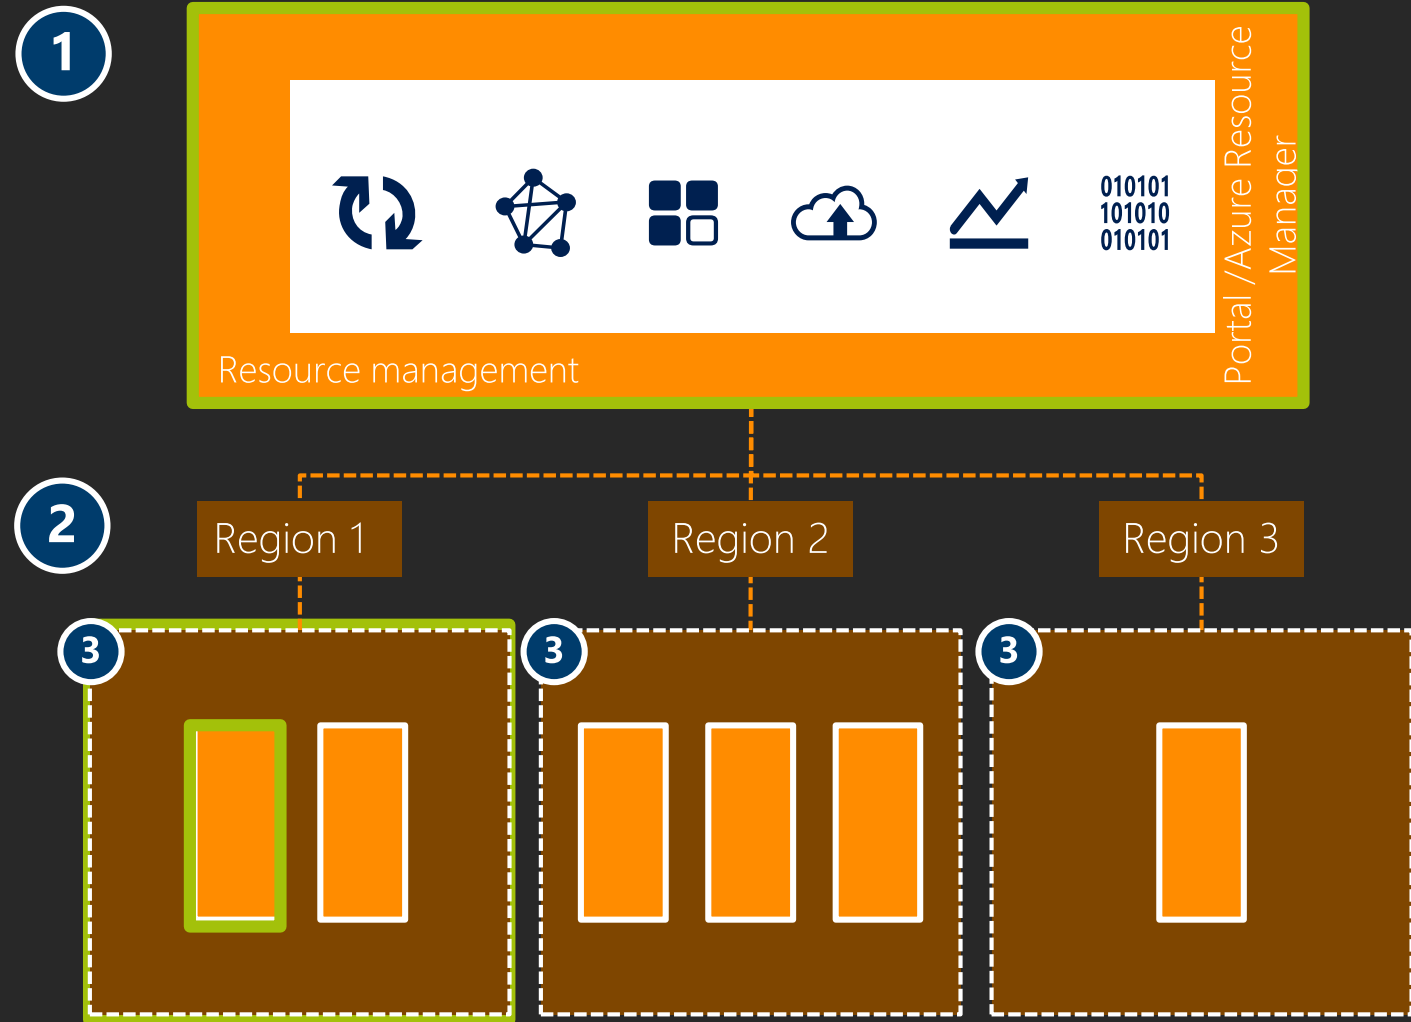 1
010101
101010
010101
Portal /Azure Resource
Manager
Resource management
2
Region 1
Region 2
Region 3
3
3
3